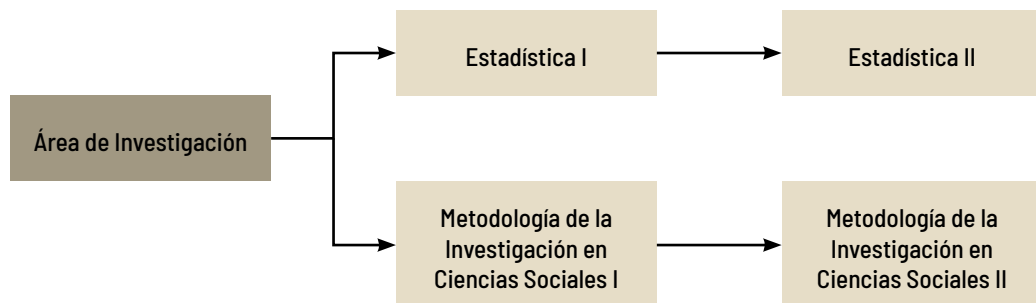 Estadística I
Estadística II
Área de Investigación
Metodología de la
Investigación en
Ciencias Sociales I
Metodología de la
Investigación en
Ciencias Sociales II